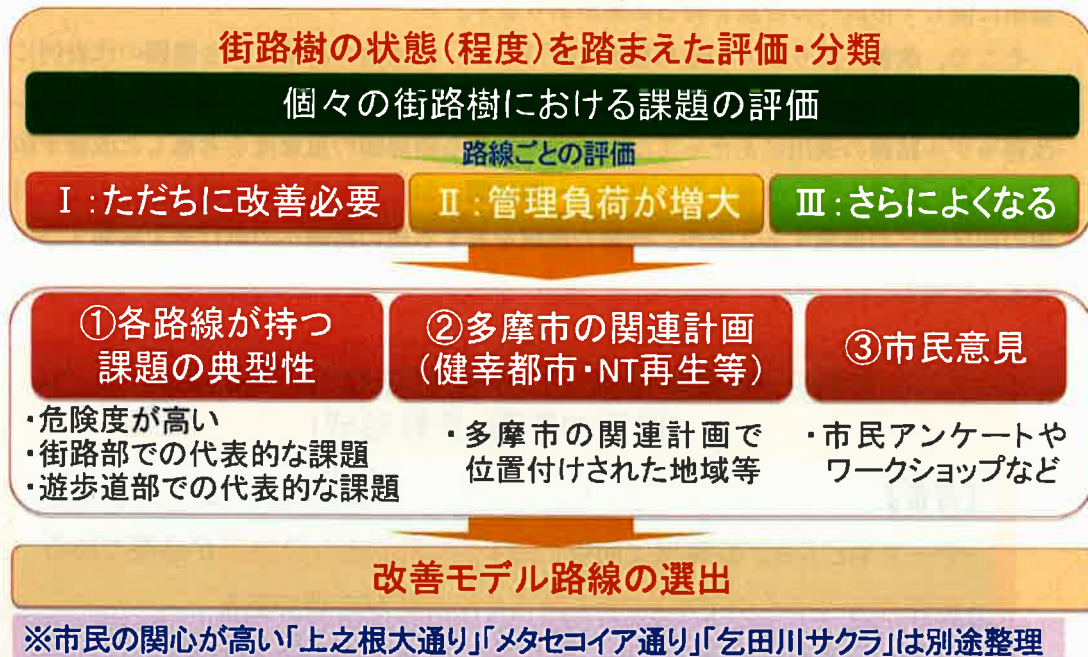 街路樹の状態(程度)を踏まえた評価・分類
個々の街路樹における課題の評価
路線ごとの評価
Ⅰ:ただちに改善必要
Ⅱ:管理負荷が増大
Ⅲ:さらによくなる
①各路線が持つ
課題の典型性
・危険度が高い
・街路部での代表的な課題
・遊歩道部での代表的な課題
②多摩市の関連計画
(健幸都市・NT再生等)
・多摩市の関連計画で
位置付けされた地域等
③市民意見
・市民アンケートや
ワークショップなど
改善モデル路線の選出
※市民の関心が高い「上之根大通り」「メタセコイア通り」「乞田川サクラ」は別途整理